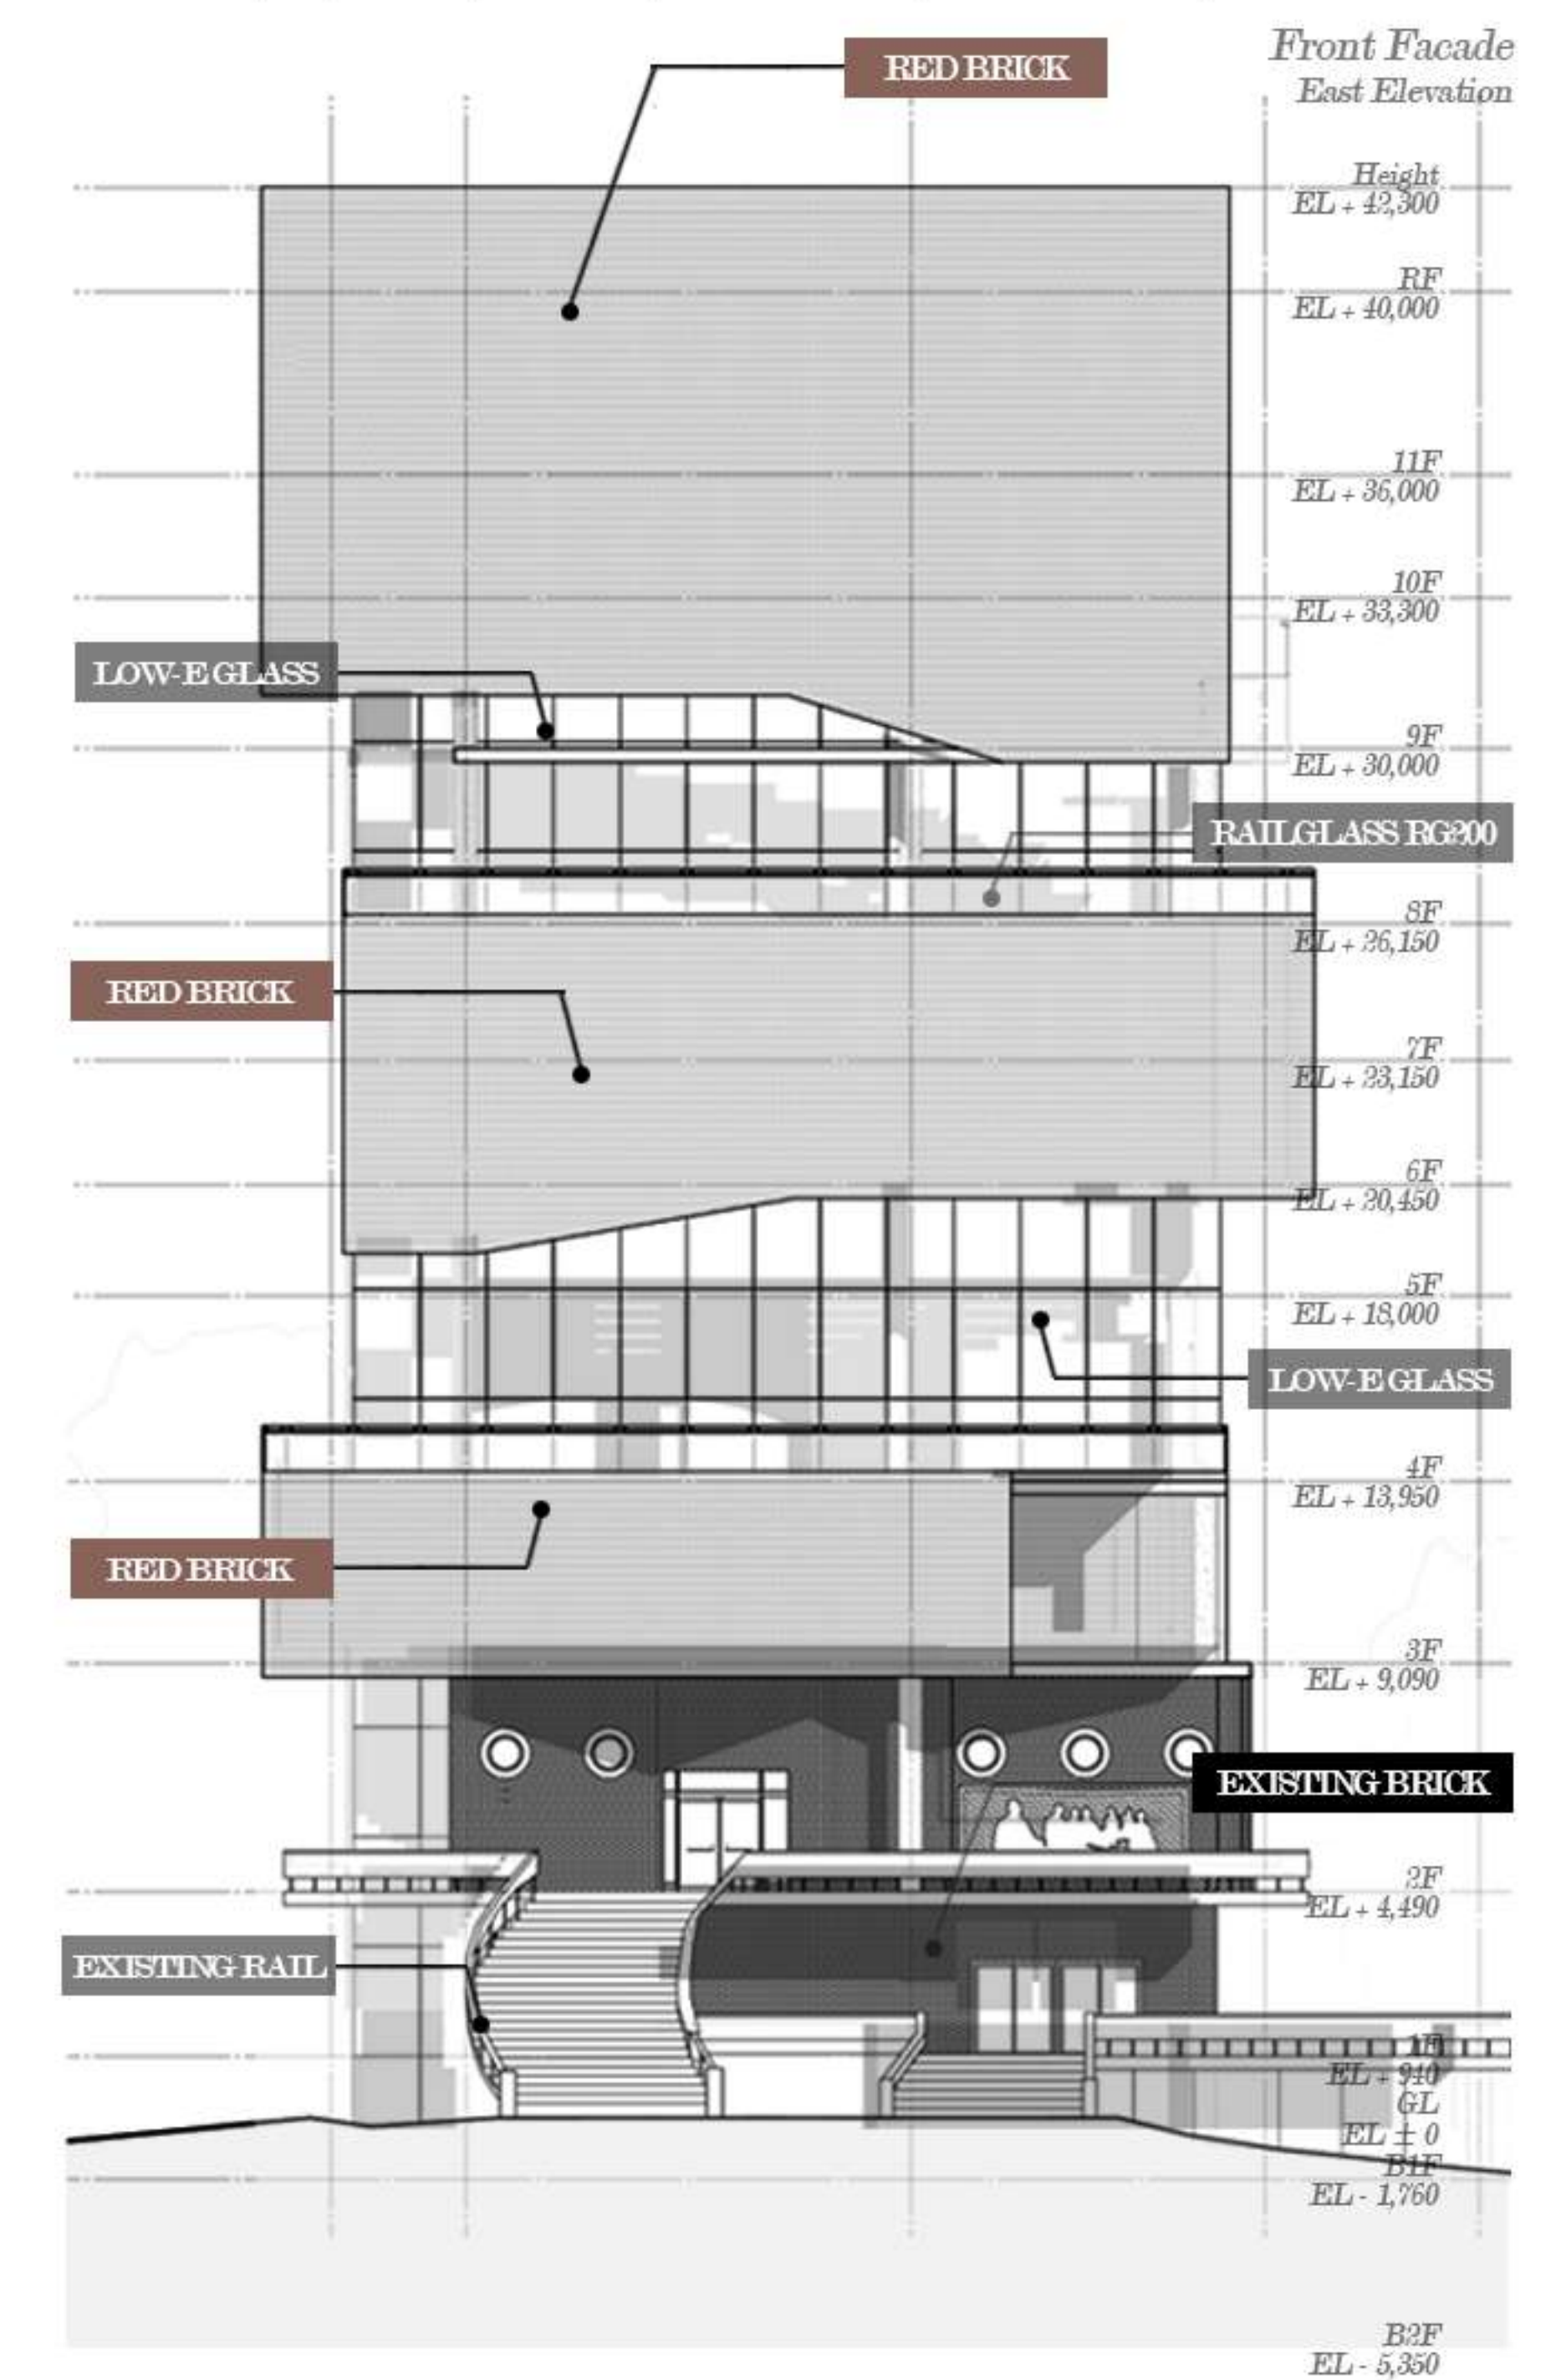 RED BRICK
Front Facade
East Elevation
Height
EL + 42,300
RF
EL + 40,000
11F
EL + 36,000
10F
EL + 33,300
LOW-E GLASS
9F
EL + 30,000
RAILGLASS RG200
8F
EL + 26,150
RED BRICK
7F
EL + 23,150
6F
EL + 20,450
5F
EL + 18,000
LOW-E GLASS
4F
EL + 13,950
RED BRICK
3F
EL + 9,090
EXISTING BRICK
2F
EL + 4,490
EXISTING RAIL
1F
EL + 940
GL
EL ± 0
B1F
EL - 1,760
B2F
EL - 5,350